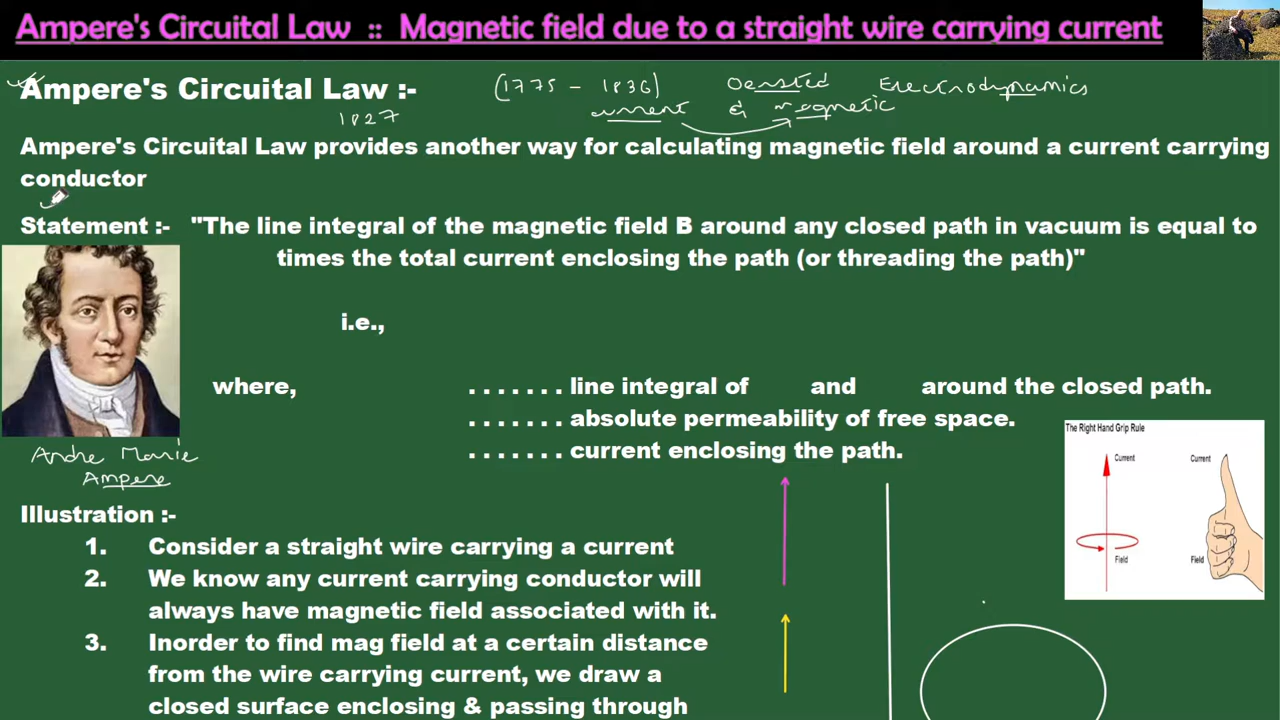 Ampere's Circuital Law :: Magnetic field due to a straight wire carrying current
Ampere's Circuital Law :- (1775 - 1836) Oersted Electrodynamics
current & magnetic
1827
Ampere's Circuital Law provides another way for calculating magnetic field around a current carrying
conductor
Statement :- "The line integral of the magnetic field B around any closed path in vacuum is equal to
times the total current enclosing the path (or threading the path)"
i.e.,
where, . . . . . . . line integral of and around the closed path.
. . . . . . . absolute permeability of free space.
. . . . . . . current enclosing the path.
Andre Marie
Ampere
The Right Hand Grip Rule
Current Current
Field Field
Illustration :-
1. Consider a straight wire carrying a current
2. We know any current carrying conductor will
always have magnetic field associated with it.
3. Inorder to find mag field at a certain distance
from the wire carrying current, we draw a
closed surface enclosing & passing through